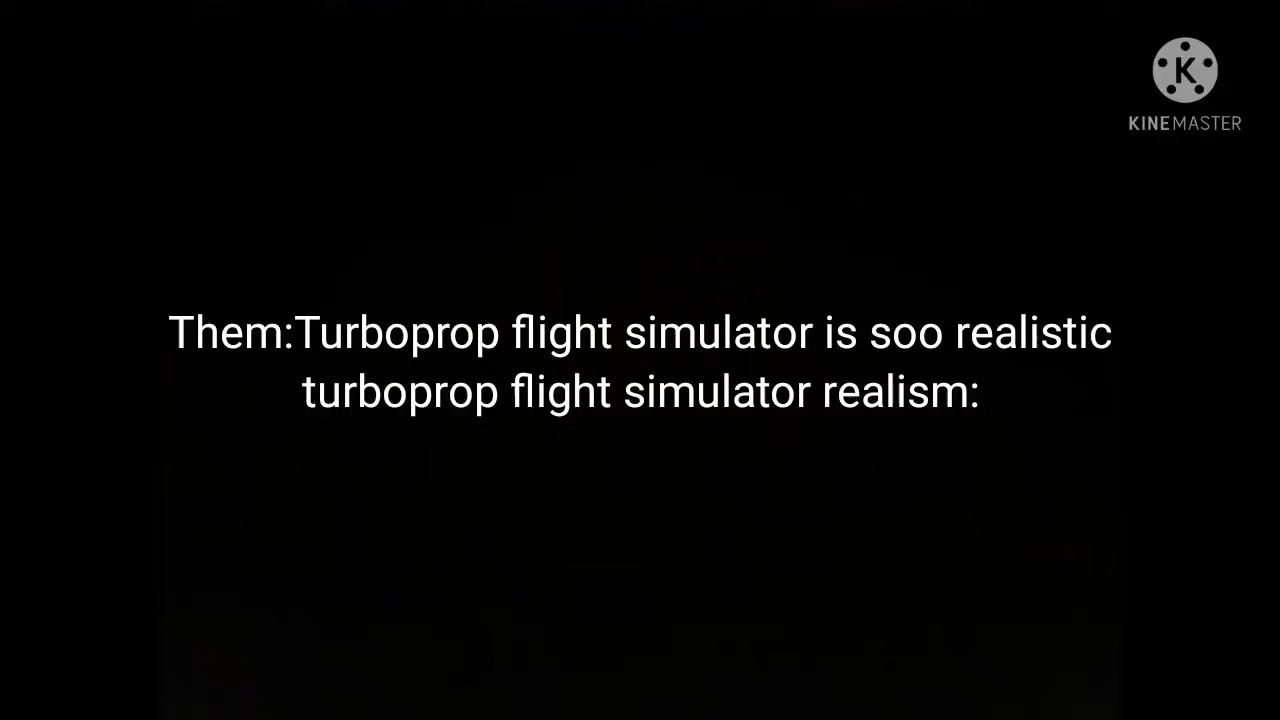 KINEMASTER
Them:Turboprop flight simulator is soo realistic
turboprop flight simulator realism: